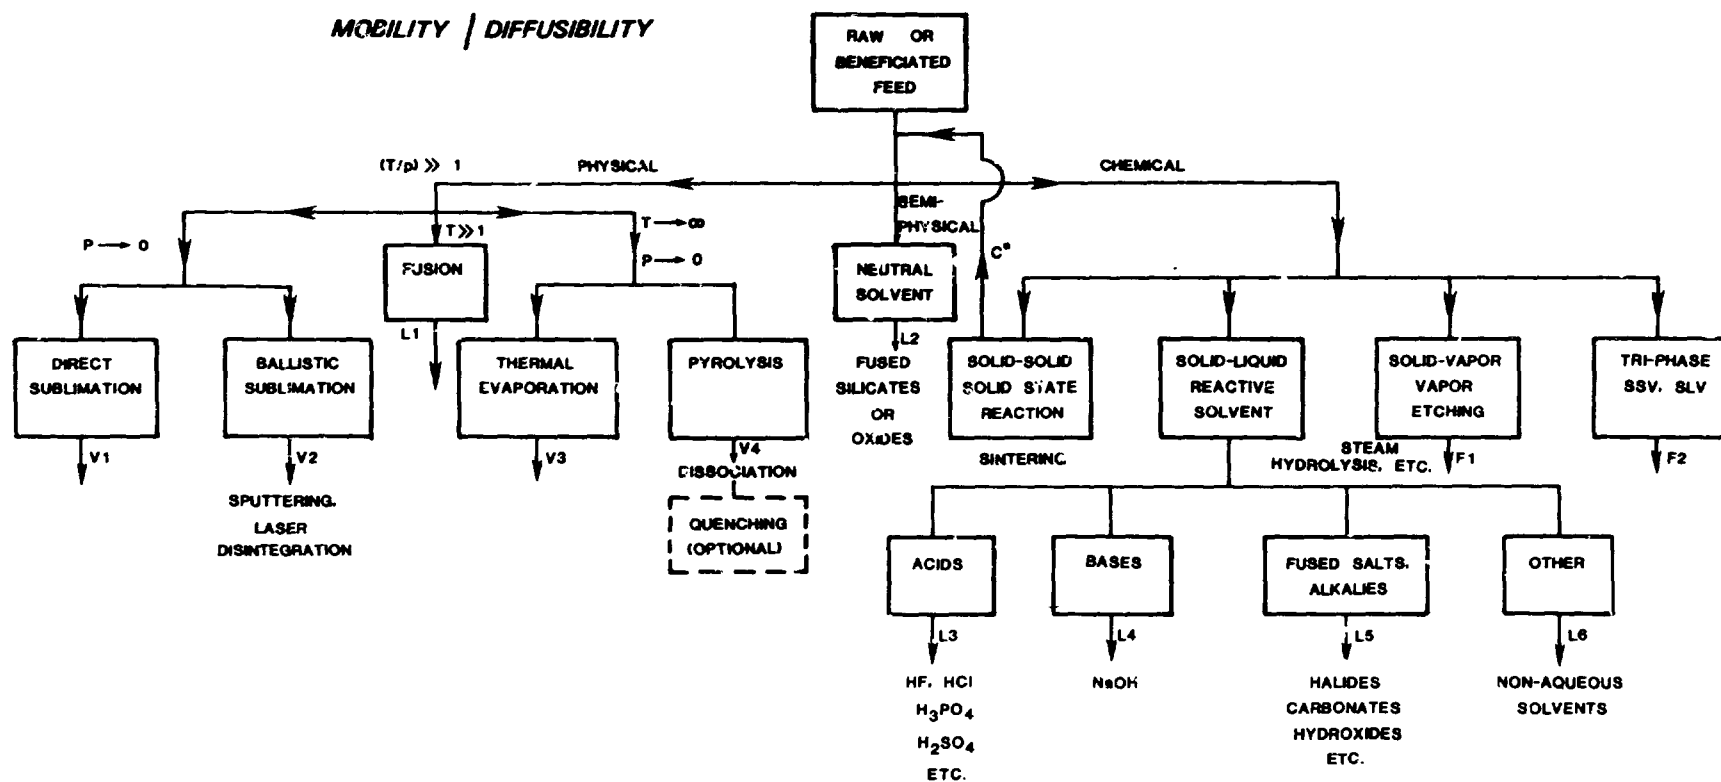 MOBILITY / DIFFUSIBILITY
RAW OR
BENEFICIATED
FEED
(T/p) ≫ 1
PHYSICAL
CHEMICAL
SEMI-
PHYSICAL
P → 0
T ≫ 1
T → ∞
P → 0
C*
FUSION
L1
NEUTRAL
SOLVENT
L2
FUSED
SILICATES
OR
OXIDES
DIRECT
SUBLIMATION
V1
BALLISTIC
SUBLIMATION
V2
SPUTTERING,
LASER
DISINTEGRATION
THERMAL
EVAPORATION
V3
PYROLYSIS
V4
DISSOCIATION
QUENCHING
(OPTIONAL)
SOLID-SOLID
SOLID STATE
REACTION
SINTERING
SOLID-LIQUID
REACTIVE
SOLVENT
SOLID-VAPOR
VAPOR
ETCHING
STEAM
HYDROLYSIS, ETC.
F1
TRI-PHASE
SSV, SLV
F2
ACIDS
L3
HF, HCl
H₃PO₄
H₂SO₄
ETC.
BASES
L4
NaOH
FUSED SALTS,
ALKALIES
L5
HALIDES
CARBONATES
HYDROXIDES
ETC.
OTHER
L6
NON-AQUEOUS
SOLVENTS